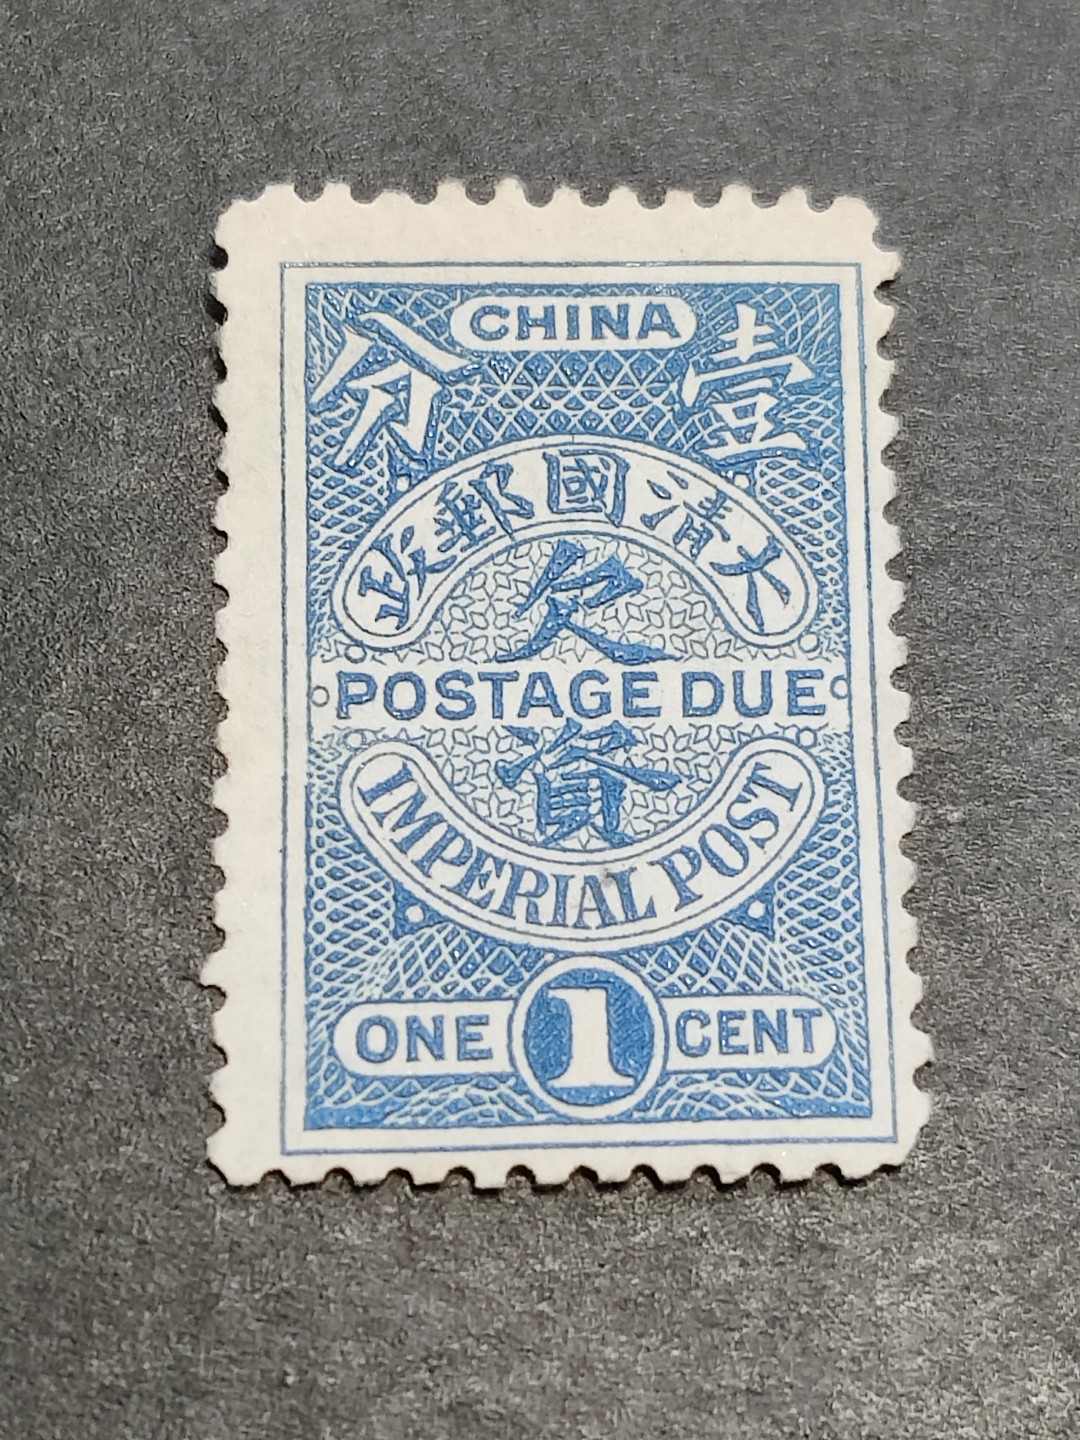 CHINA
壹分
大清國郵政
欠
POSTAGE DUE
資
IMPERIAL POST
ONE 1 CENT